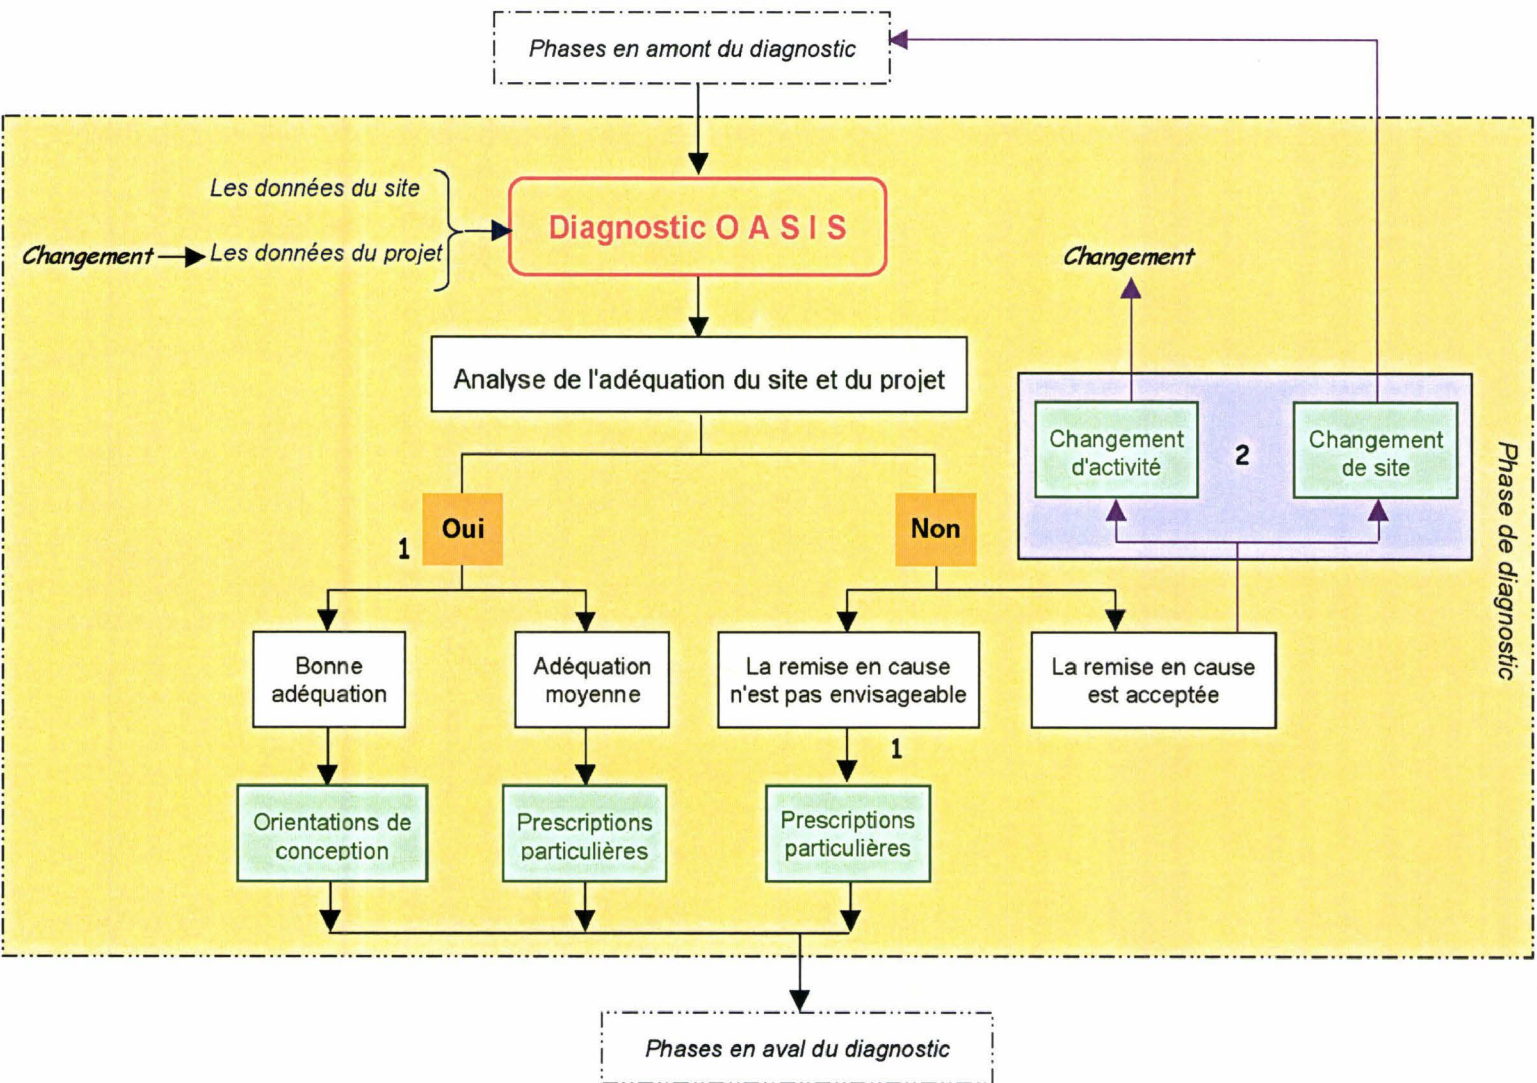 Phases en amont du diagnostic
Les données du site
Diagnostic O A S I S
Changement
Les données du projet
Changement
Analyse de l'adéquation du site et du projet
Changement
d'activité
2
Changement
de site
Phase de diagnostic
1
Oui
Non
Bonne
adéquation
Adéquation
moyenne
La remise en cause
n'est pas envisageable
La remise en cause
est acceptée
1
Orientations de
conception
Prescriptions
particulières
Prescriptions
particulières
Phases en aval du diagnostic